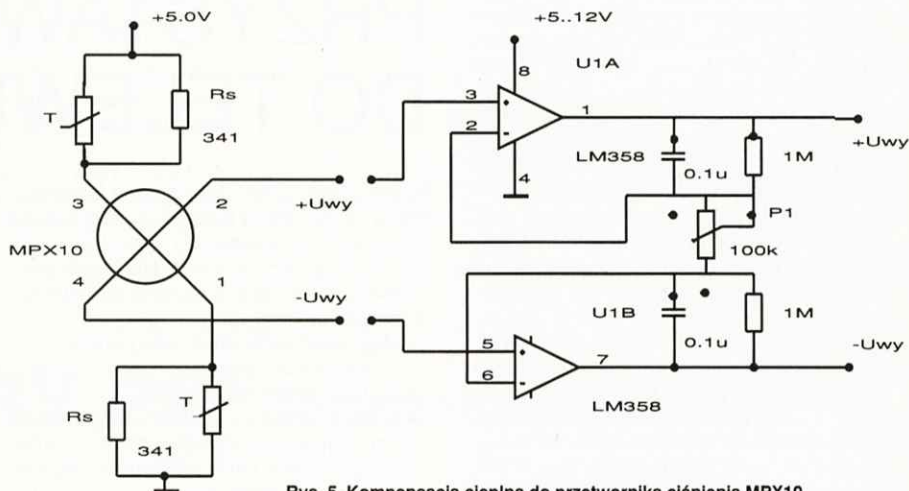 +5.0V
+5..12V
8
U1A
T
Rs
341
3
2
1
+Uwy
LM358
0.1u
1M
4
3
2
+Uwy
P1
100k
MPX10
4
1
-Uwy
U1B
0.1u
1M
5
6
7
-Uwy
LM358
Rs
T
341
Rys. 5. Kompensacja cieplna do przetwornika ciśnienia MPX10